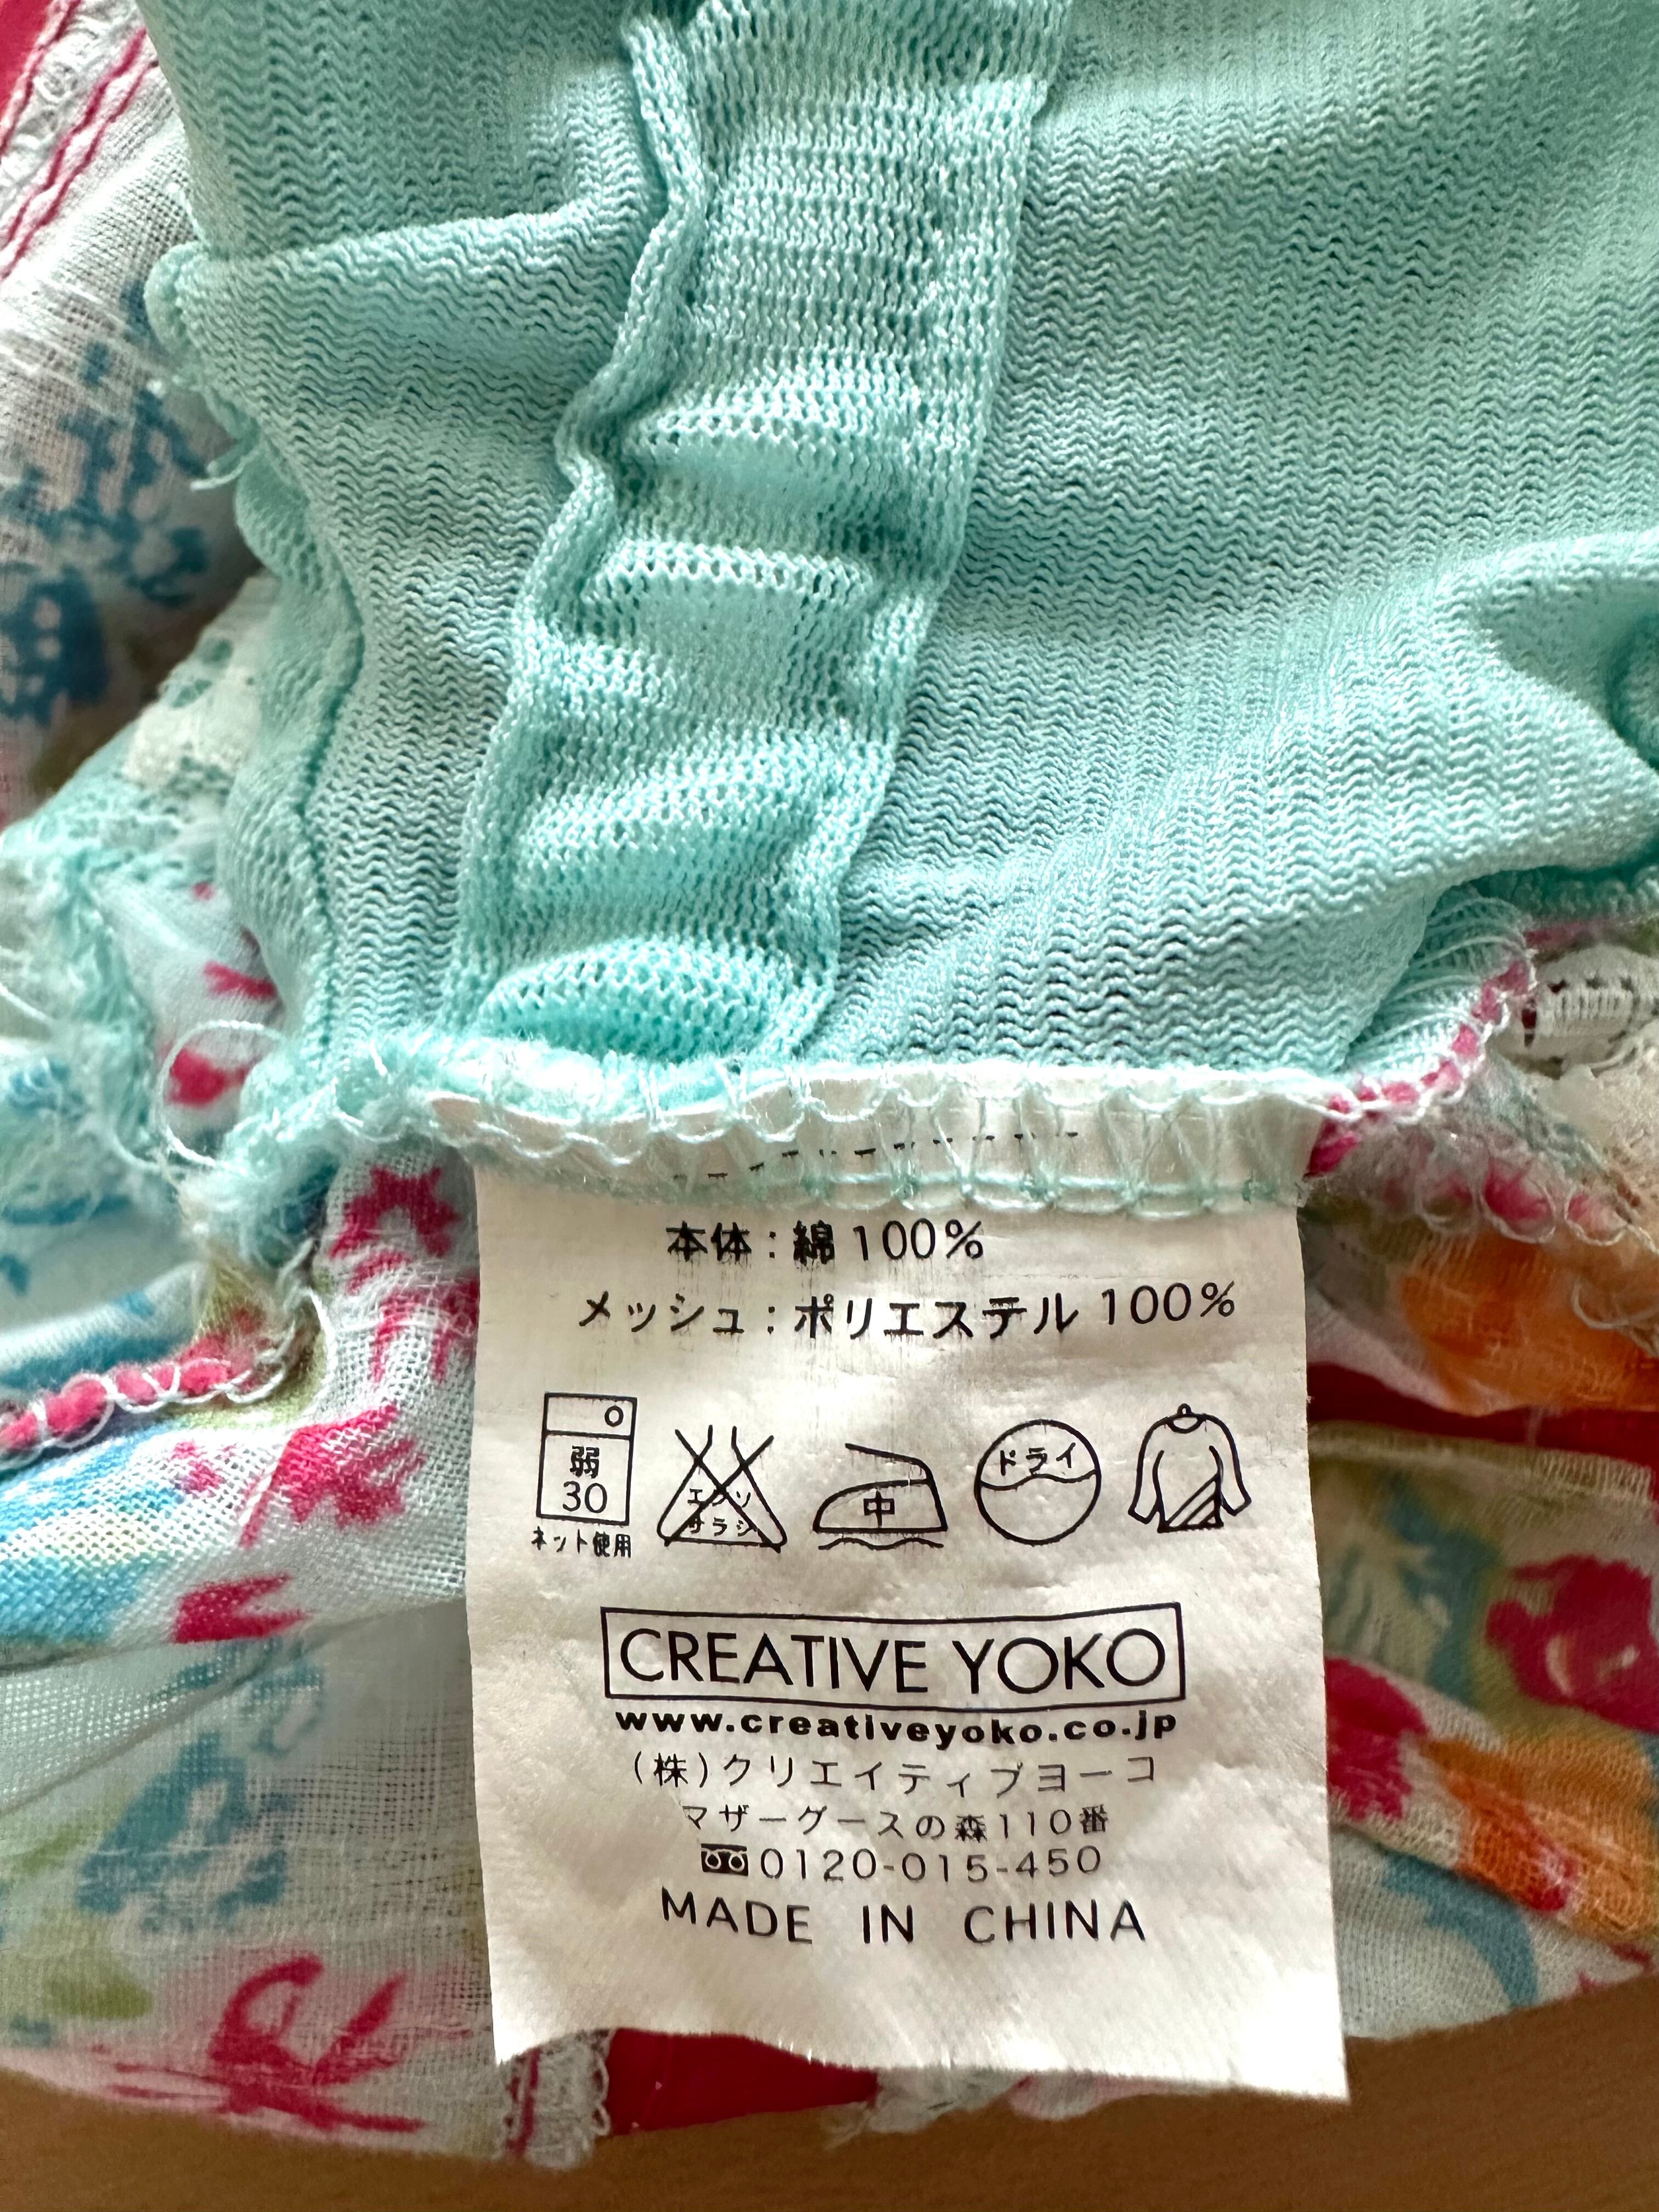 本体:綿 100%
メッシュ:ポリエステル 100%
弱
30
ネット使用
エンソ
サラシ
中
ドライ
CREATIVE YOKO
www.creativeyoko.co.jp
(株)クリエイティブヨーコ
マザーグースの森110番
0120-015-450
MADE IN CHINA